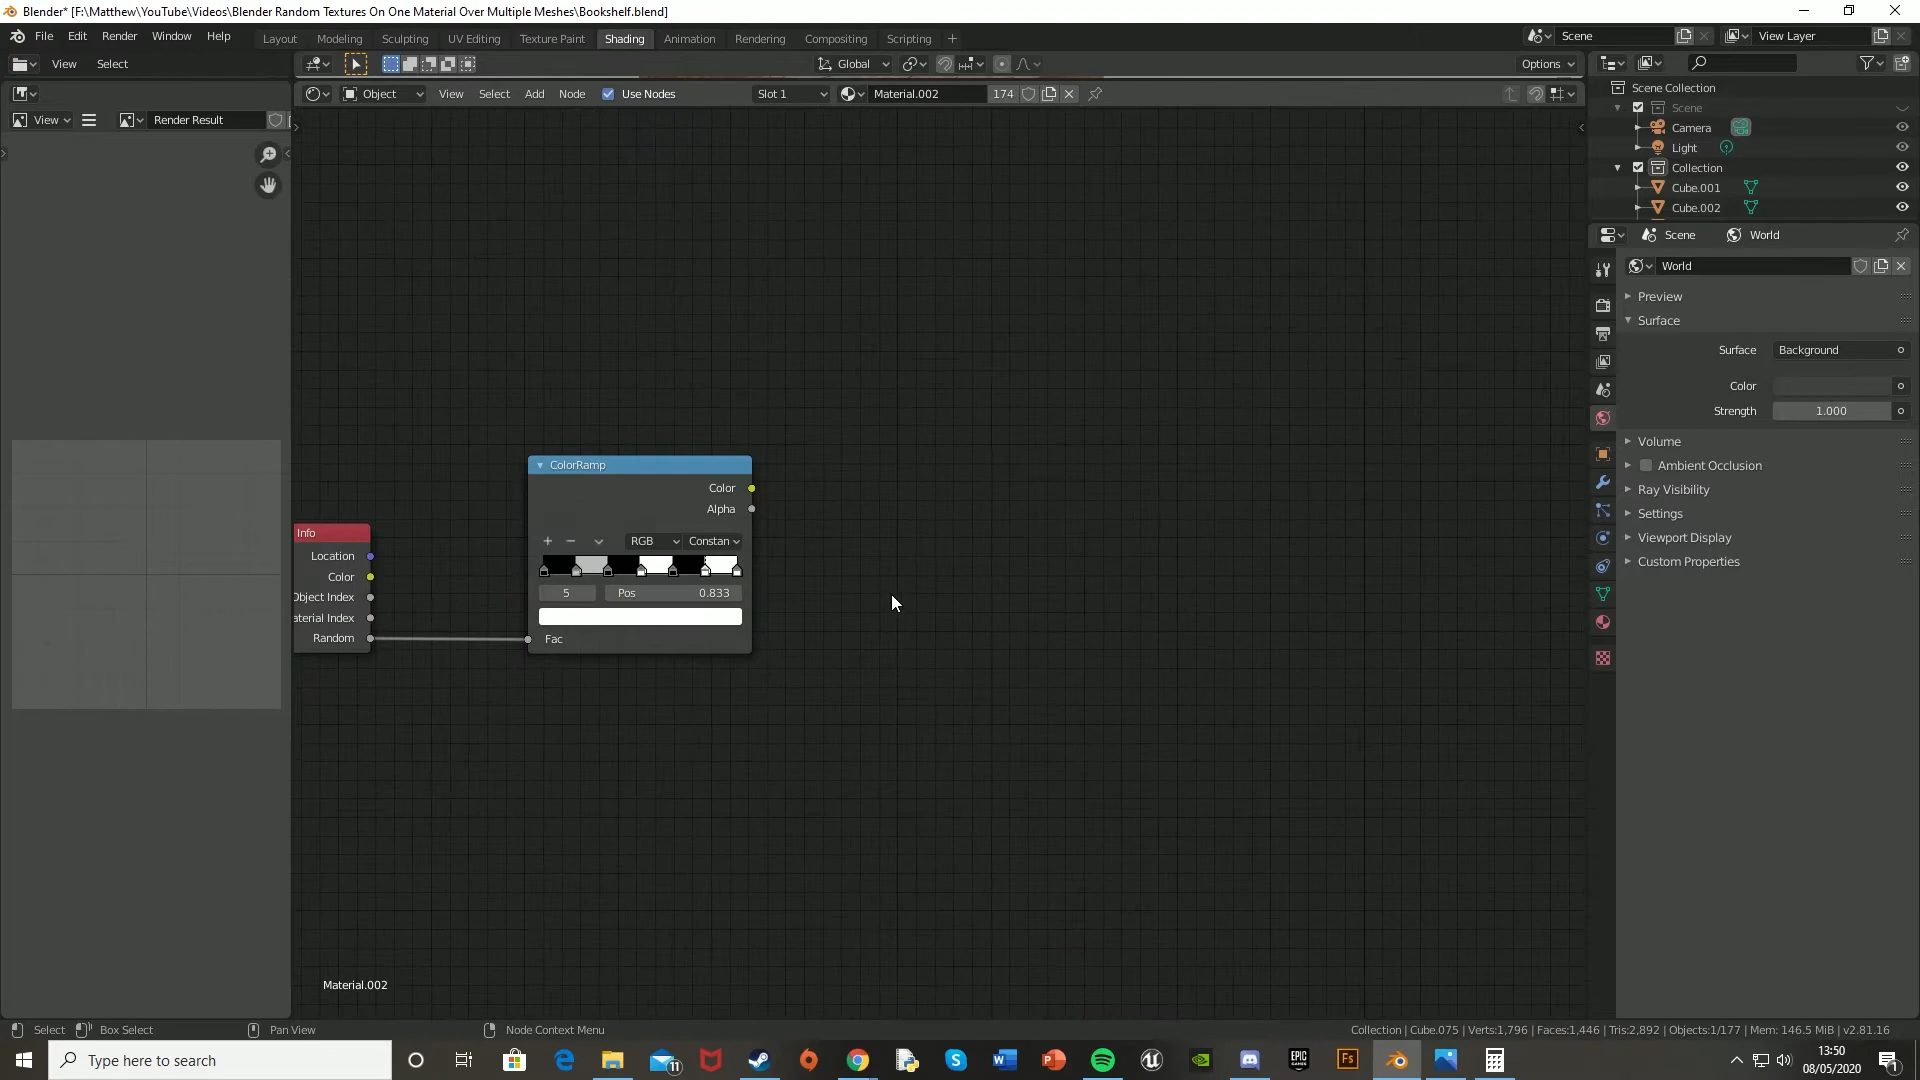 Blender* [F:\Matthew\YouTube\Videos\Blender Random Textures On One Material Over Multiple Meshes\Bookshelf.blend]
File Edit Render Window Help Layout Modeling Sculpting UV Editing Texture Paint Shading Animation Rendering Compositing Scripting + Scene View Layer
View Select Global Options
Object View Select Add Node Use Nodes Slot 1 Material.002 174
View Render Result
Scene Collection
Scene
Camera
Light
Collection
Cube.001
Cube.002
Scene World
World
Preview
Surface
Surface Background
Color
Strength 1.000
Volume
Ambient Occlusion
Ray Visibility
Settings
Viewport Display
Custom Properties
ColorRamp
Color
Alpha
+ − RGB Constan
5 Pos 0.833
Fac
Info
Location
Color
Object Index
aterial Index
Random
Material.002
Select Box Select Pan View Node Context Menu Collection | Cube.075 | Verts:1,796 | Faces:1,446 | Tris:2,892 | Objects:1/177 | Mem: 146.5 MiB | v2.81.16
Type here to search 11 EPIC GAMES Fs 13:50
08/05/2020 1